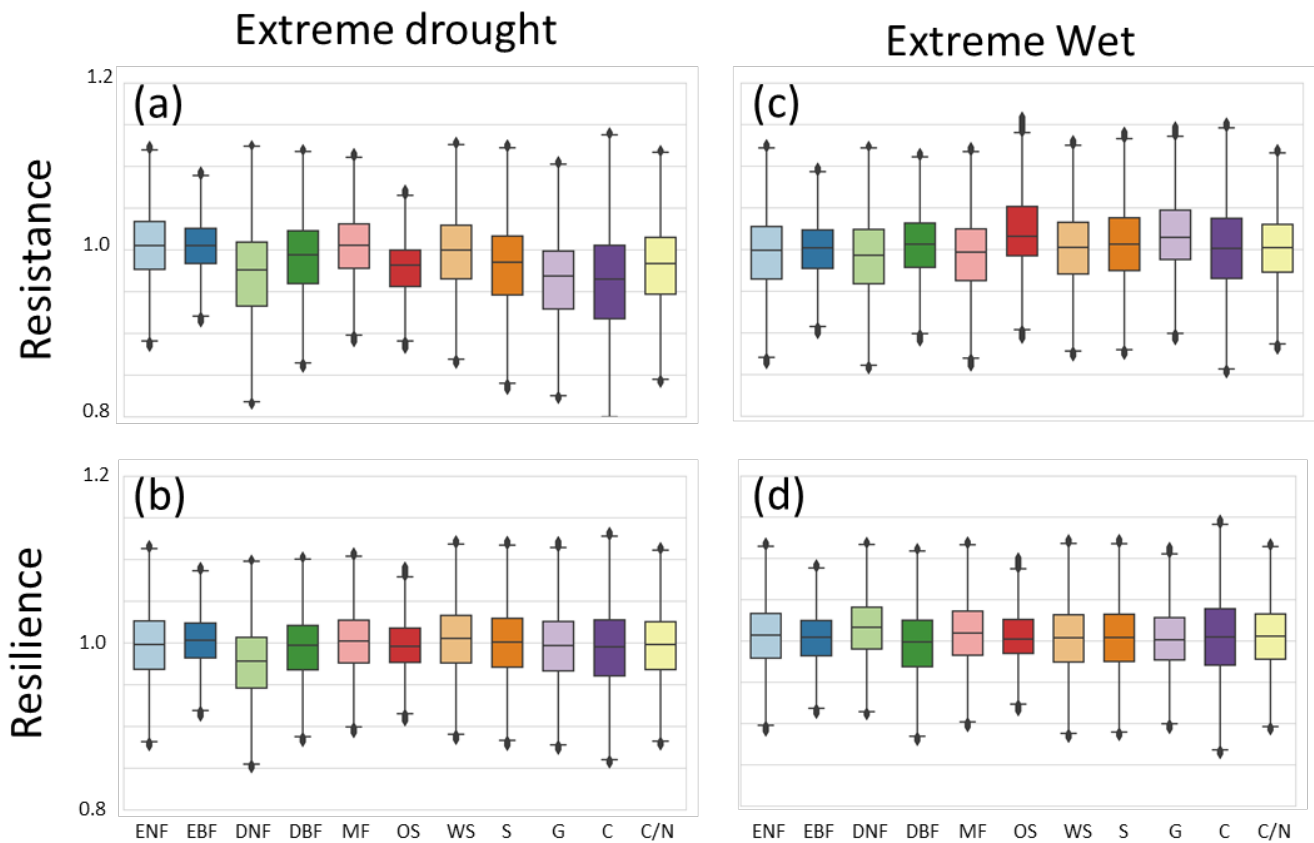 Extreme drought
Extreme Wet
1.2
(a)
(c)
Resistance
1.0
0.8
1.2
(b)
(d)
Resilience
1.0
0.8
ENF EBF DNF DBF MF OS WS S G C C/N
ENF EBF DNF DBF MF OS WS S G C C/N